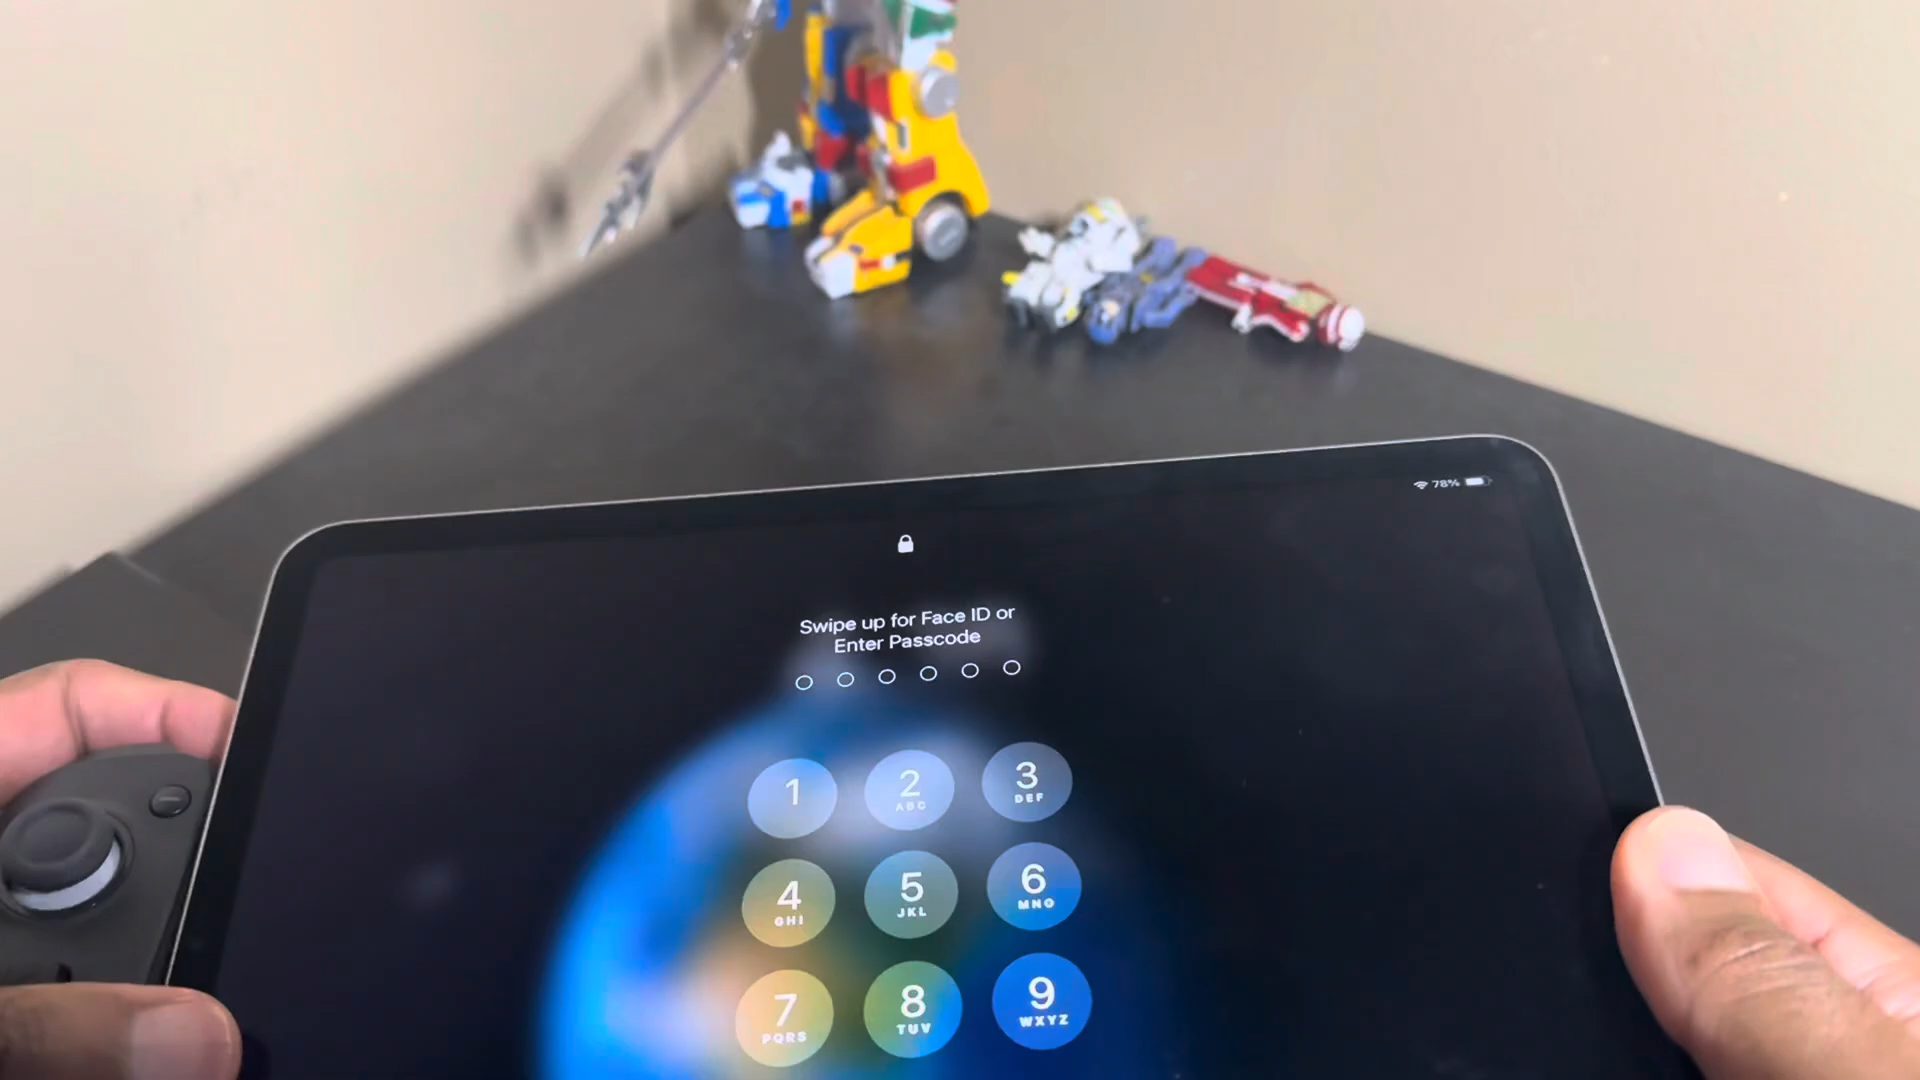 78%
Swipe up for Face ID or
Enter Passcode
1
2
ABC
3
DEF
4
GHI
5
JKL
6
MNO
7
PQRS
8
TUV
9
WXYZ